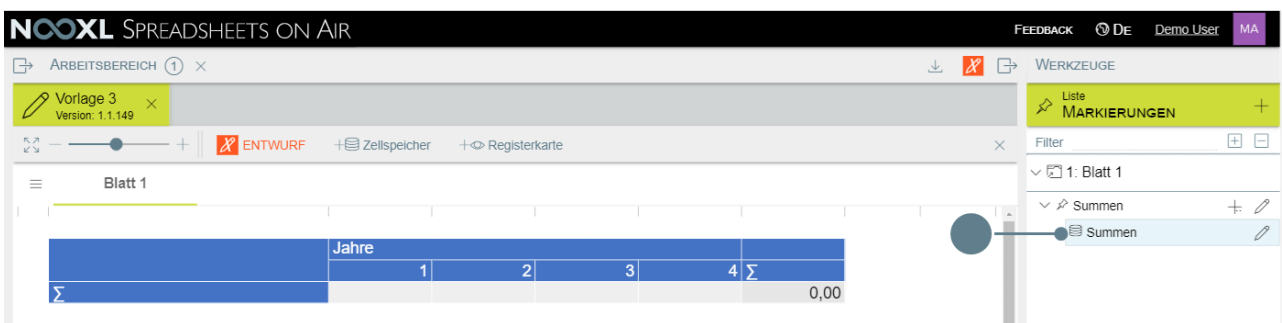 NOOXL SPREADSHEETS ON AIR
FEEDBACK DE Demo User MA
ARBEITSBEREICH 1
WERKZEUGE
Vorlage 3
Version: 1.1.149
Liste
MARKIERUNGEN
ENTWURF
Zellspeicher
Registerkarte
Filter
Blatt 1
1: Blatt 1
Summen
Summen
Jahre
1 2 3 4 Σ
Σ 0,00